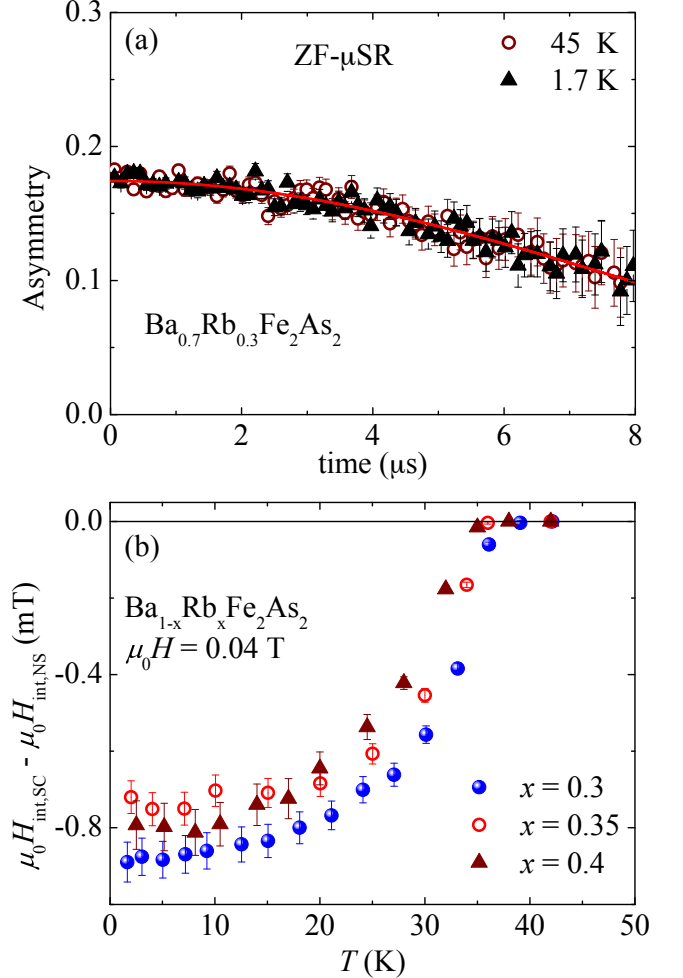 (a)
ZF-μSR
45 K
1.7 K
0.3
0.2
0.1
0.0
Asymmetry
Ba0.7Rb0.3Fe2As2
0 2 4 6 8
time (μs)
(b)
Ba1-xRbxFe2As2
μ0H = 0.04 T
0.0
-0.4
-0.8
μ0Hint,SC - μ0Hint,NS (mT)
x = 0.3
x = 0.35
x = 0.4
0 10 20 30 40 50
T (K)